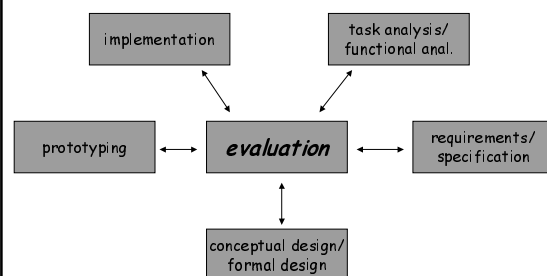 implementation
task analysis/
functional anal.
prototyping
evaluation
requirements/
specification
conceptual design/
formal design